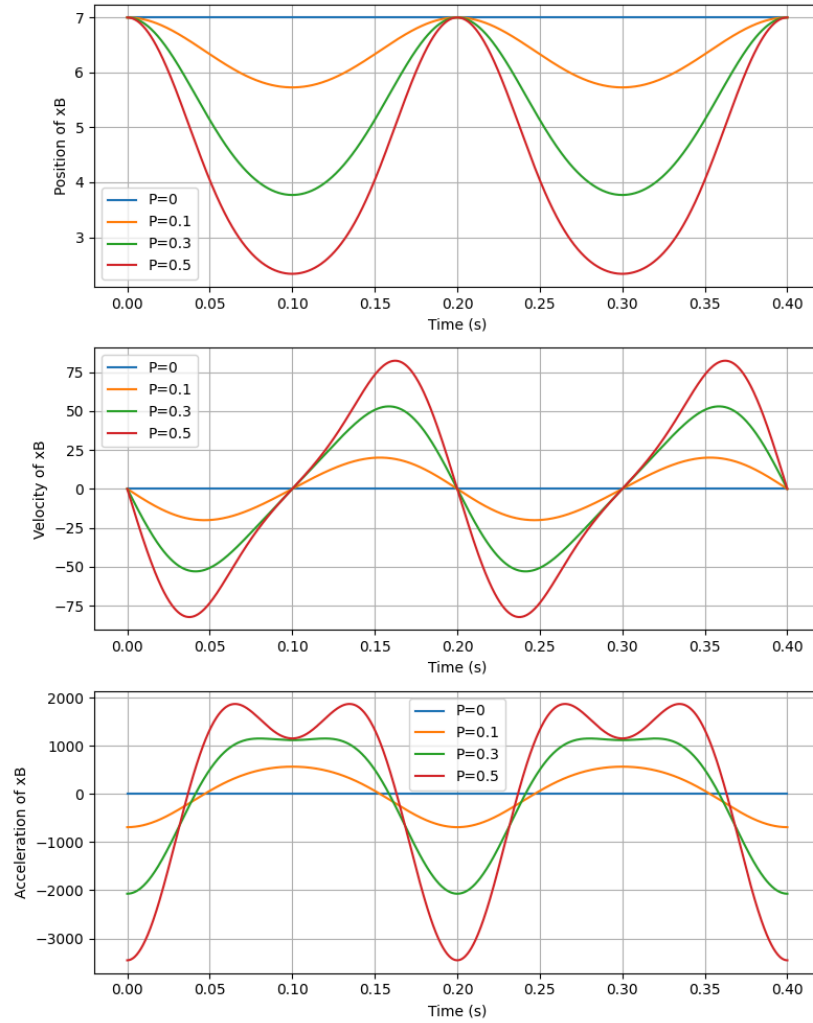 7
6
5
4
3
Position of xB
P=0
P=0.1
P=0.3
P=0.5
0.00 0.05 0.10 0.15 0.20 0.25 0.30 0.35 0.40
Time (s)
75
50
25
0
−25
−50
−75
Velocity of xB
P=0
P=0.1
P=0.3
P=0.5
0.00 0.05 0.10 0.15 0.20 0.25 0.30 0.35 0.40
Time (s)
2000
1000
0
−1000
−2000
−3000
Acceleration of xB
P=0
P=0.1
P=0.3
P=0.5
0.00 0.05 0.10 0.15 0.20 0.25 0.30 0.35 0.40
Time (s)